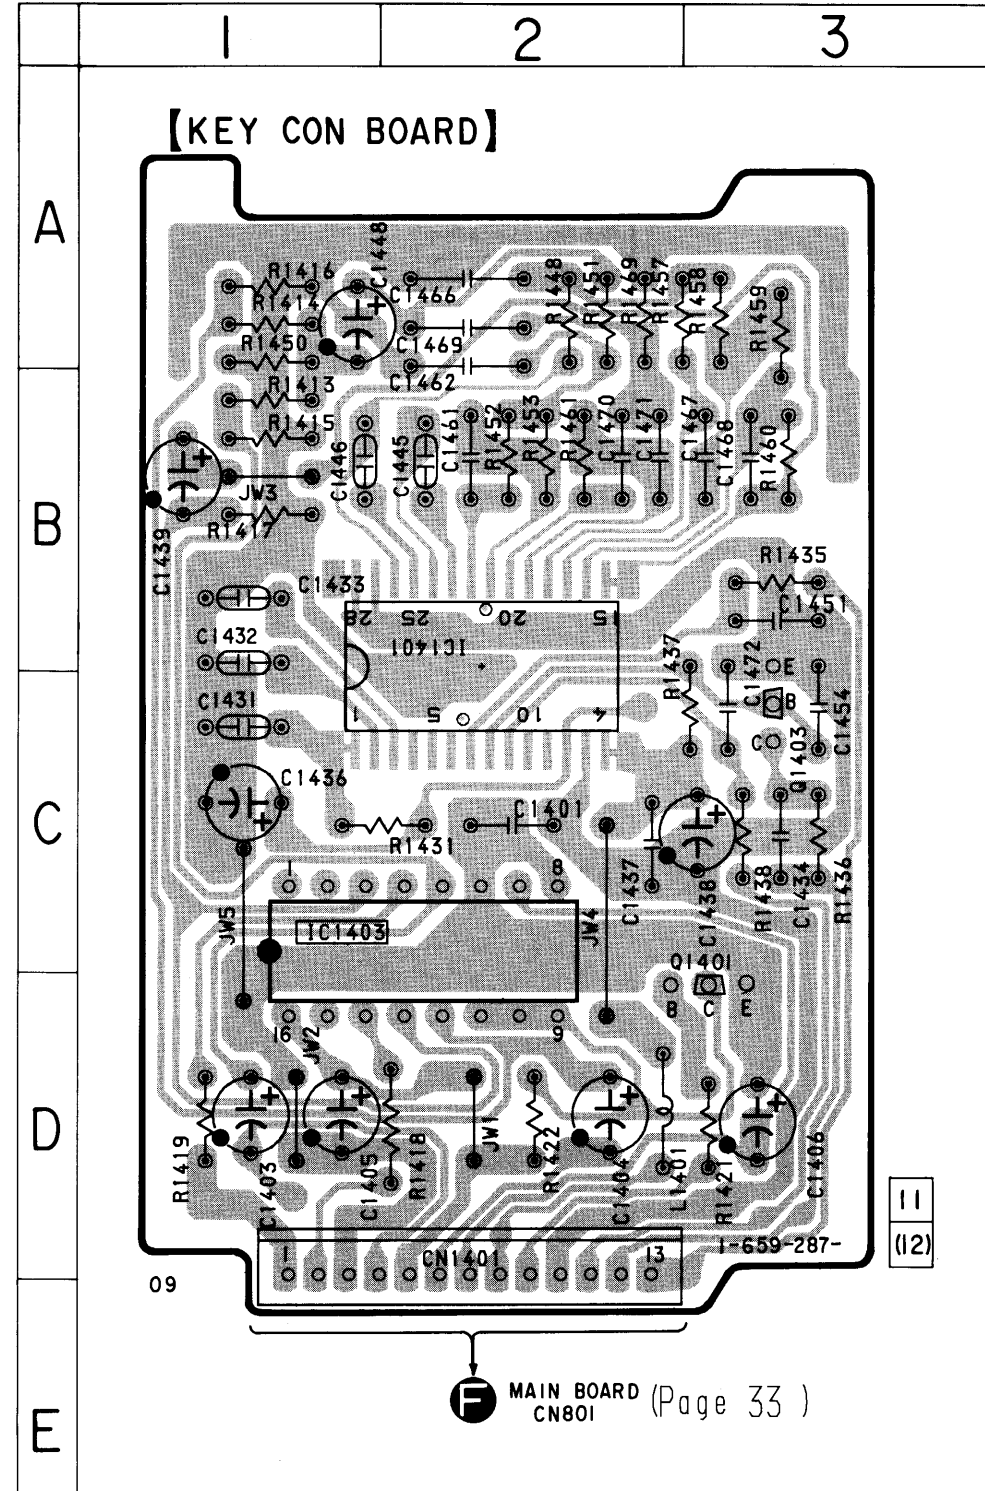 1 2 3
【KEY CON BOARD】
A
B
C
D
E
C1448
R1416
R1414
R1450
R1413
R1415
C1466
C1469
C1462
R1448
R1451
R1469
R1457
R1458
R1459
C1446
C1445
C1461
R1452
R1453
R1461
C1470
C1471
C1467
C1468
R1460
JW3
R1417
C1439
C1433
R1435
C1451
28 25 20 15
IC1401
1 5 10 14
C1432
C1431
R1437
C1472
E
B
C
Q1403
C1454
C1436
R1431
C1401
C1437
C1438
R1438
C1434
R1436
1 8
JW5
IC1403
JW4
Q1401
B C E
16 9
JW2
R1419
C1403
C1405
R1418
JW1
R1422
C1404
L1401
R1421
C1406
11
(12)
1-659-287-
1 CN1401 13
09
F MAIN BOARD (Page 33 )
CN801